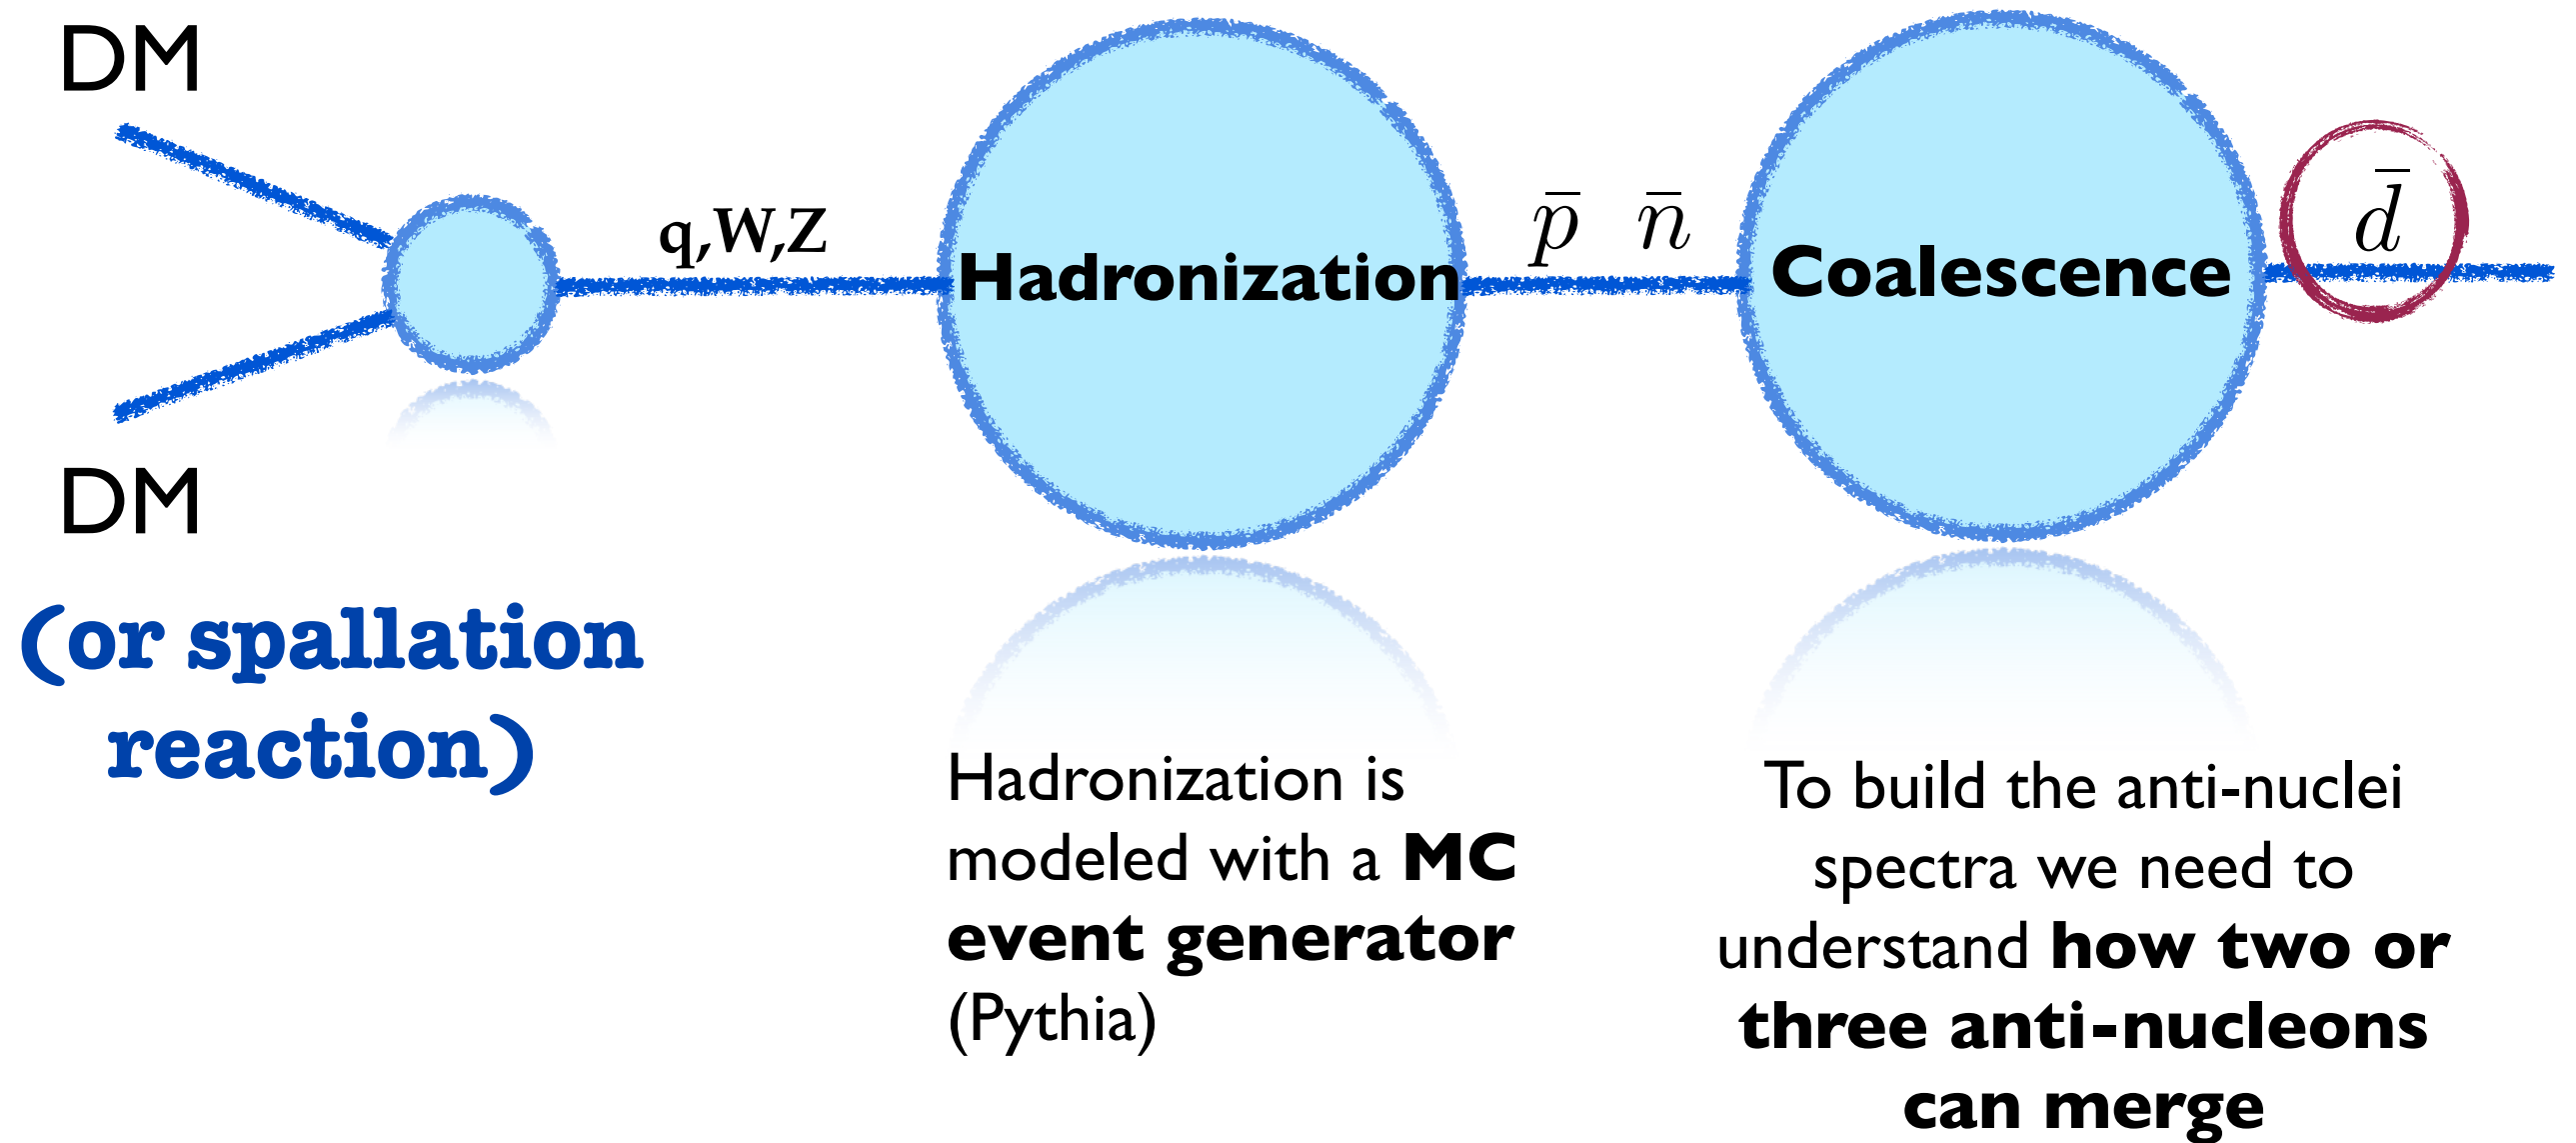 DM
q,W,Z
Hadronization
p̄ n̄
Coalescence
d̄
DM
(or spallation
reaction)
Hadronization is
modeled with a MC
event generator
(Pythia)
To build the anti-nuclei
spectra we need to
understand how two or
three anti-nucleons
can merge